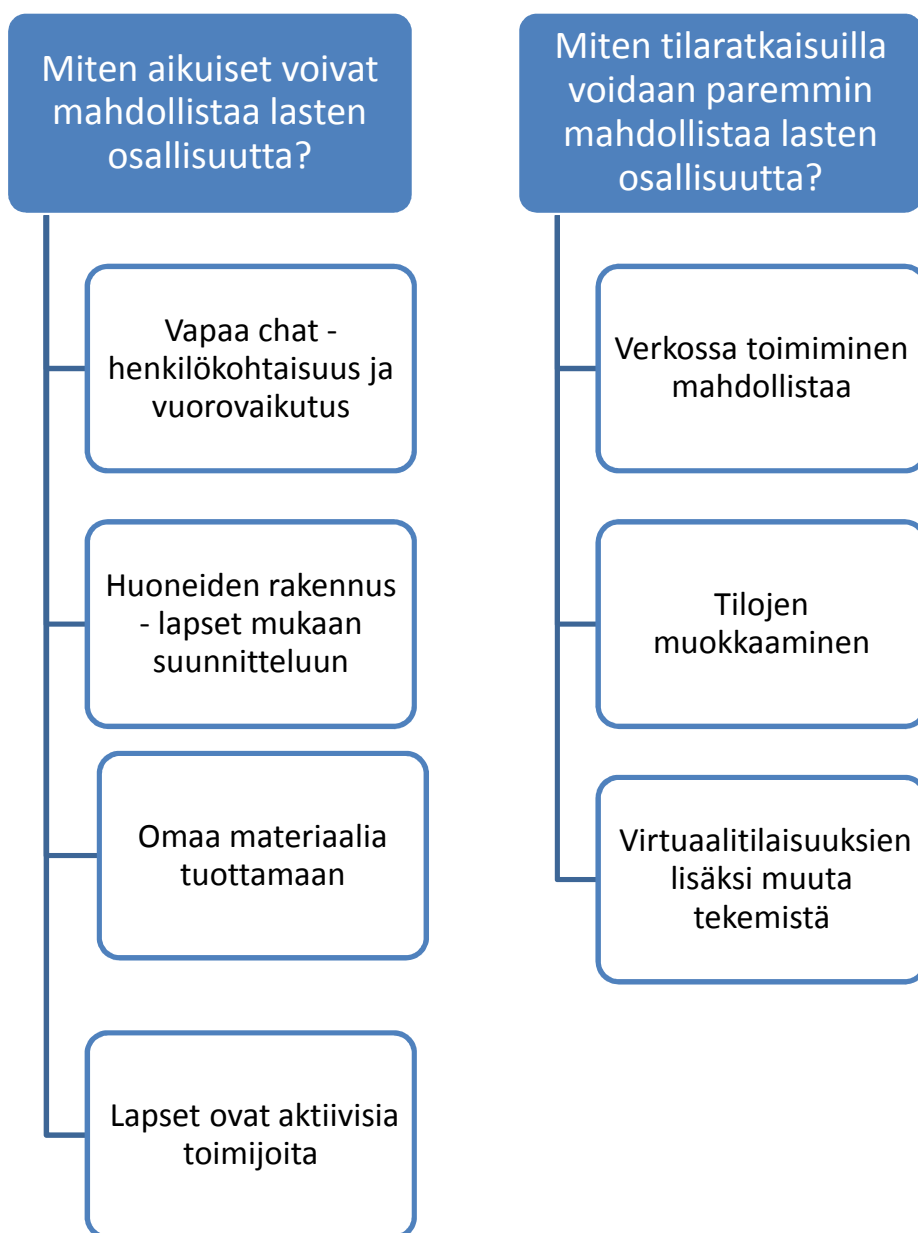 Miten aikuiset voivat
mahdollistaa lasten
osallisuutta?
Vapaa chat -
henkilökohtaisuus ja
vuorovaikutus
Huoneiden rakennus
- lapset mukaan
suunnitteluun
Omaa materiaalia
tuottamaan
Lapset ovat aktiivisia
toimijoita
Miten tilaratkaisuilla
voidaan paremmin
mahdollistaa lasten
osallisuutta?
Verkossa toimiminen
mahdollistaa
Tilojen
muokkaaminen
Virtuaalitilaisuuksien
lisäksi muuta
tekemistä